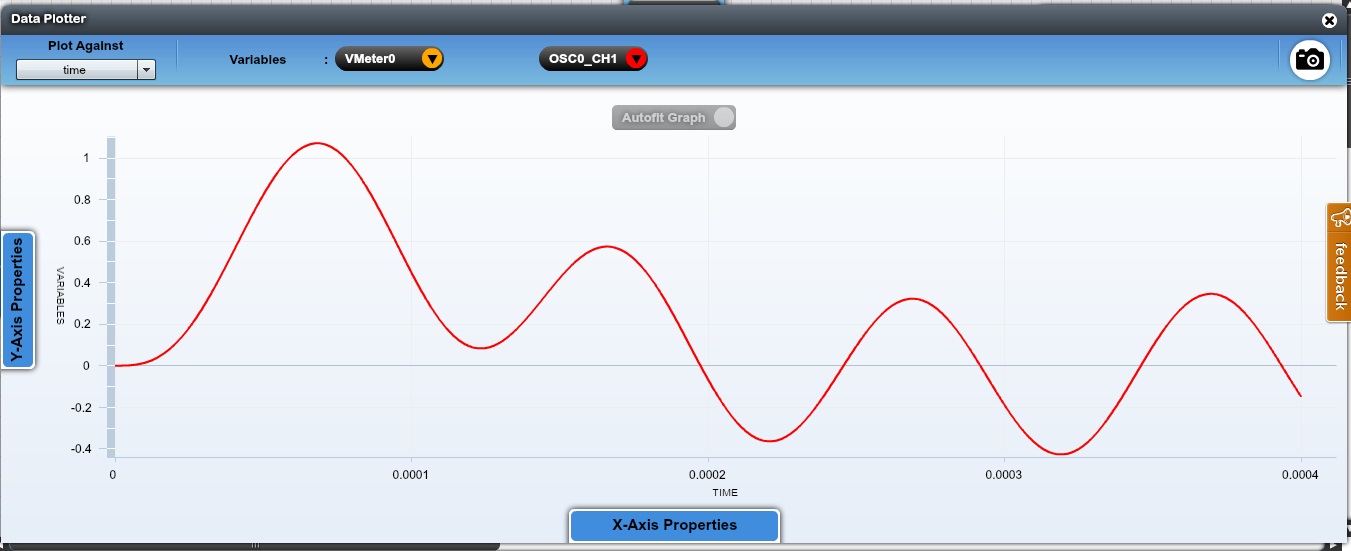 Data Plotter
Plot Against
time
Variables : VMeter0 OSC0_CH1
Autofit Graph
1
0.8
0.6
0.4
0.2
0
-0.2
-0.4
VARIABLES
Y-Axis Properties
feedback
0 0.0001 0.0002 0.0003 0.0004
TIME
X-Axis Properties